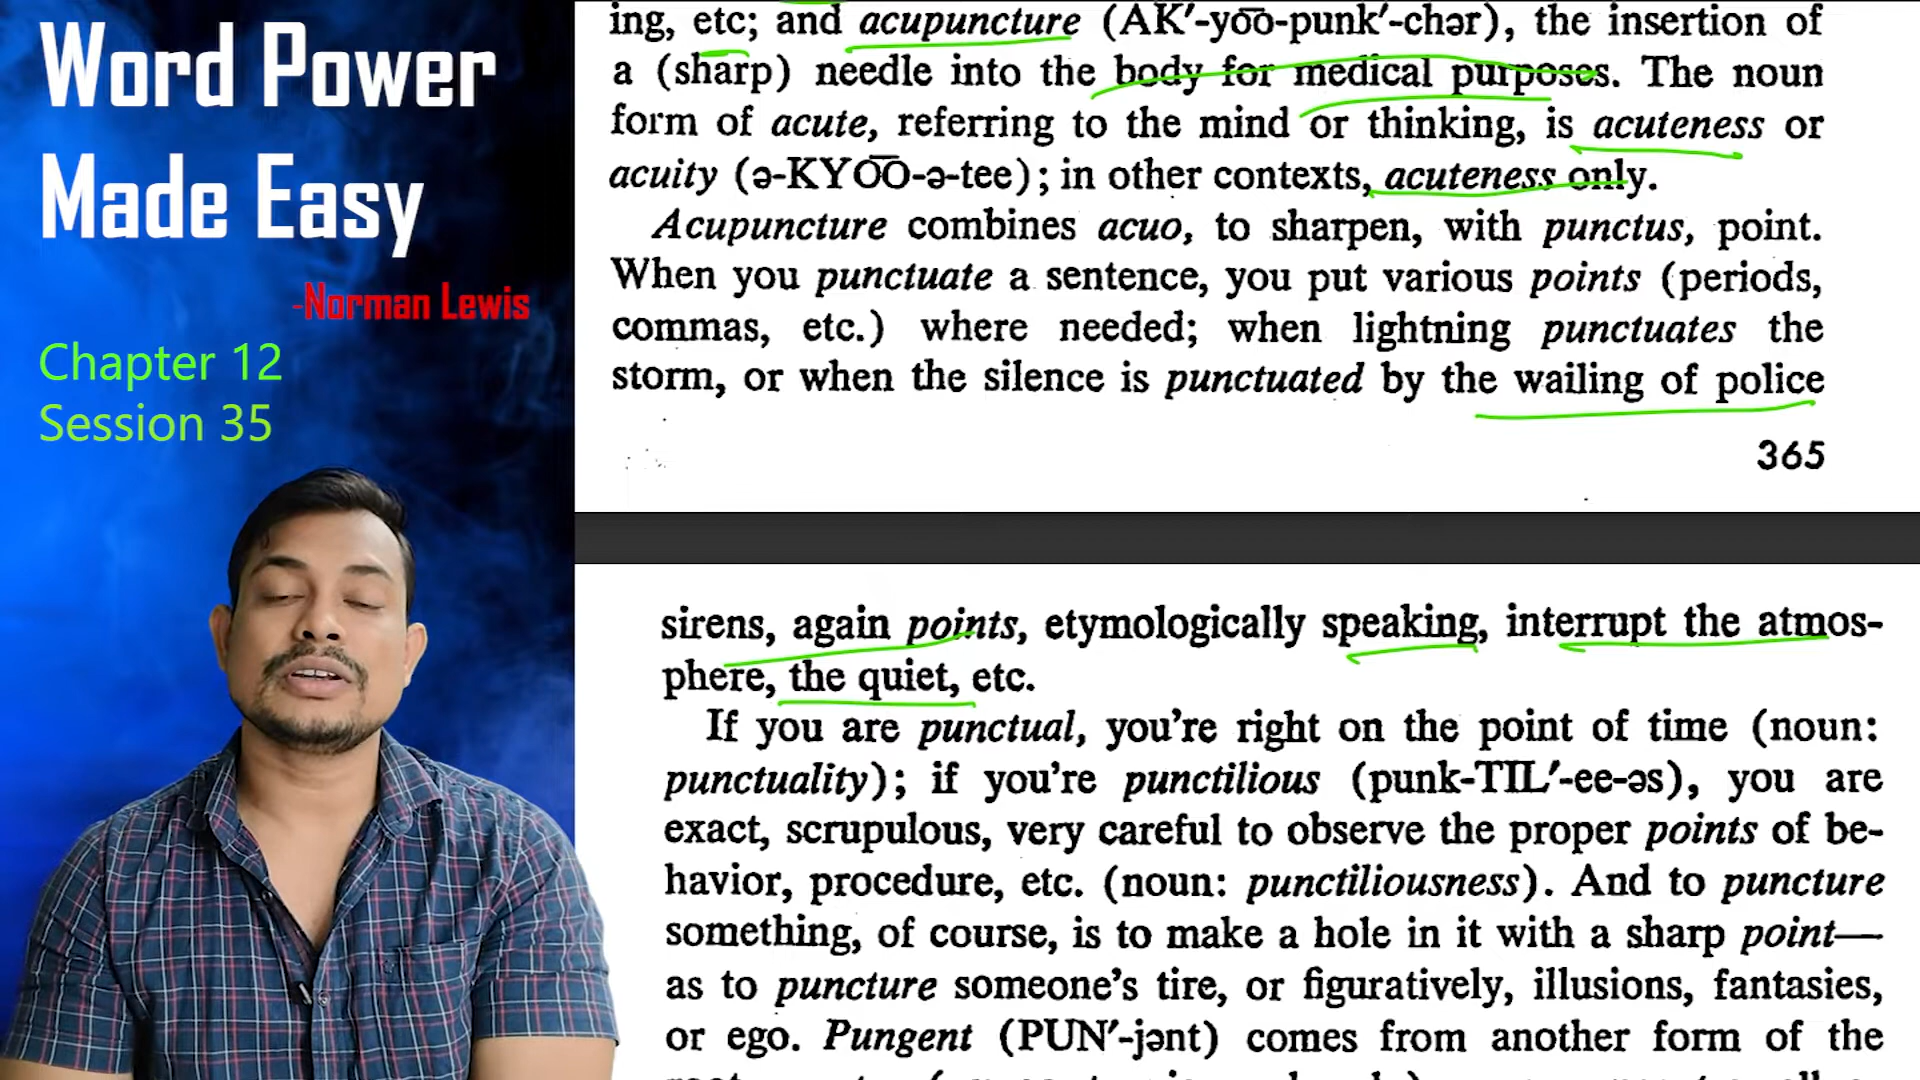 Word Power
Made Easy
-Norman Lewis
Chapter 12
Session 35
ing, etc; and acupuncture (AK′-yo͞o-punk′-chər), the insertion of
a (sharp) needle into the body for medical purposes. The noun
form of acute, referring to the mind or thinking, is acuteness or
acuity (ə-KYO͞O-ə-tee); in other contexts, acuteness only.
Acupuncture combines acuo, to sharpen, with punctus, point.
When you punctuate a sentence, you put various points (periods,
commas, etc.) where needed; when lightning punctuates the
storm, or when the silence is punctuated by the wailing of police
365
sirens, again points, etymologically speaking, interrupt the atmos-
phere, the quiet, etc.
If you are punctual, you're right on the point of time (noun:
punctuality); if you're punctilious (punk-TIL′-ee-əs), you are
exact, scrupulous, very careful to observe the proper points of be-
havior, procedure, etc. (noun: punctiliousness). And to puncture
something, of course, is to make a hole in it with a sharp point—
as to puncture someone's tire, or figuratively, illusions, fantasies,
or ego. Pungent (PUN′-jənt) comes from another form of the